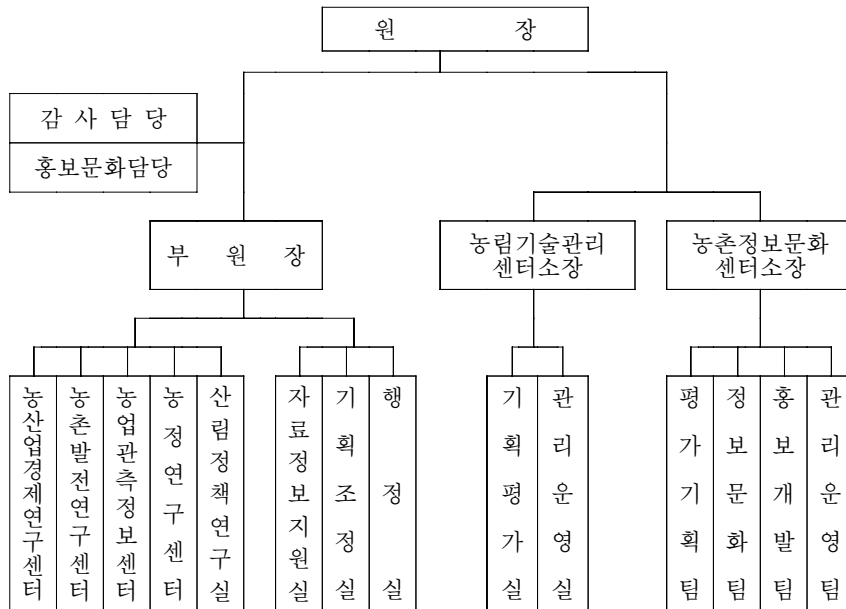 원 장
감 사 담 당
홍보문화담당
부 원 장
농림기술관리
센터소장
농촌정보문화
센터소장
농산업경제연구센터
농촌발전연구센터
농업관측정보센터
농정연구센터
산림정책연구실
자료정보지원실
기획조정실
행정실
기획평가실
관리운영실
평가기획팀
정보문화팀
홍보개발팀
관리운영팀